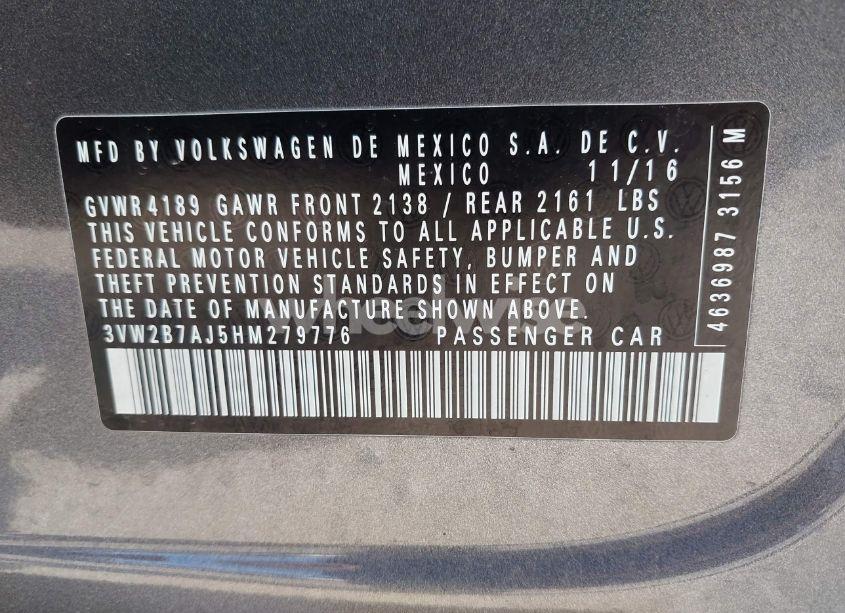 MFD BY VOLKSWAGEN DE MEXICO S.A. DE C.V.
MEXICO 11/16
GVWR4189 GAWR FRONT 2138 / REAR 2161 LBS
THIS VEHICLE CONFORMS TO ALL APPLICABLE U.S.
FEDERAL MOTOR VEHICLE SAFETY, BUMPER AND
THEFT PREVENTION STANDARDS IN EFFECT ON
THE DATE OF MANUFACTURE SHOWN ABOVE.
3VW2B7AJ5HM279776 PASSENGER CAR
4636987 3156 M